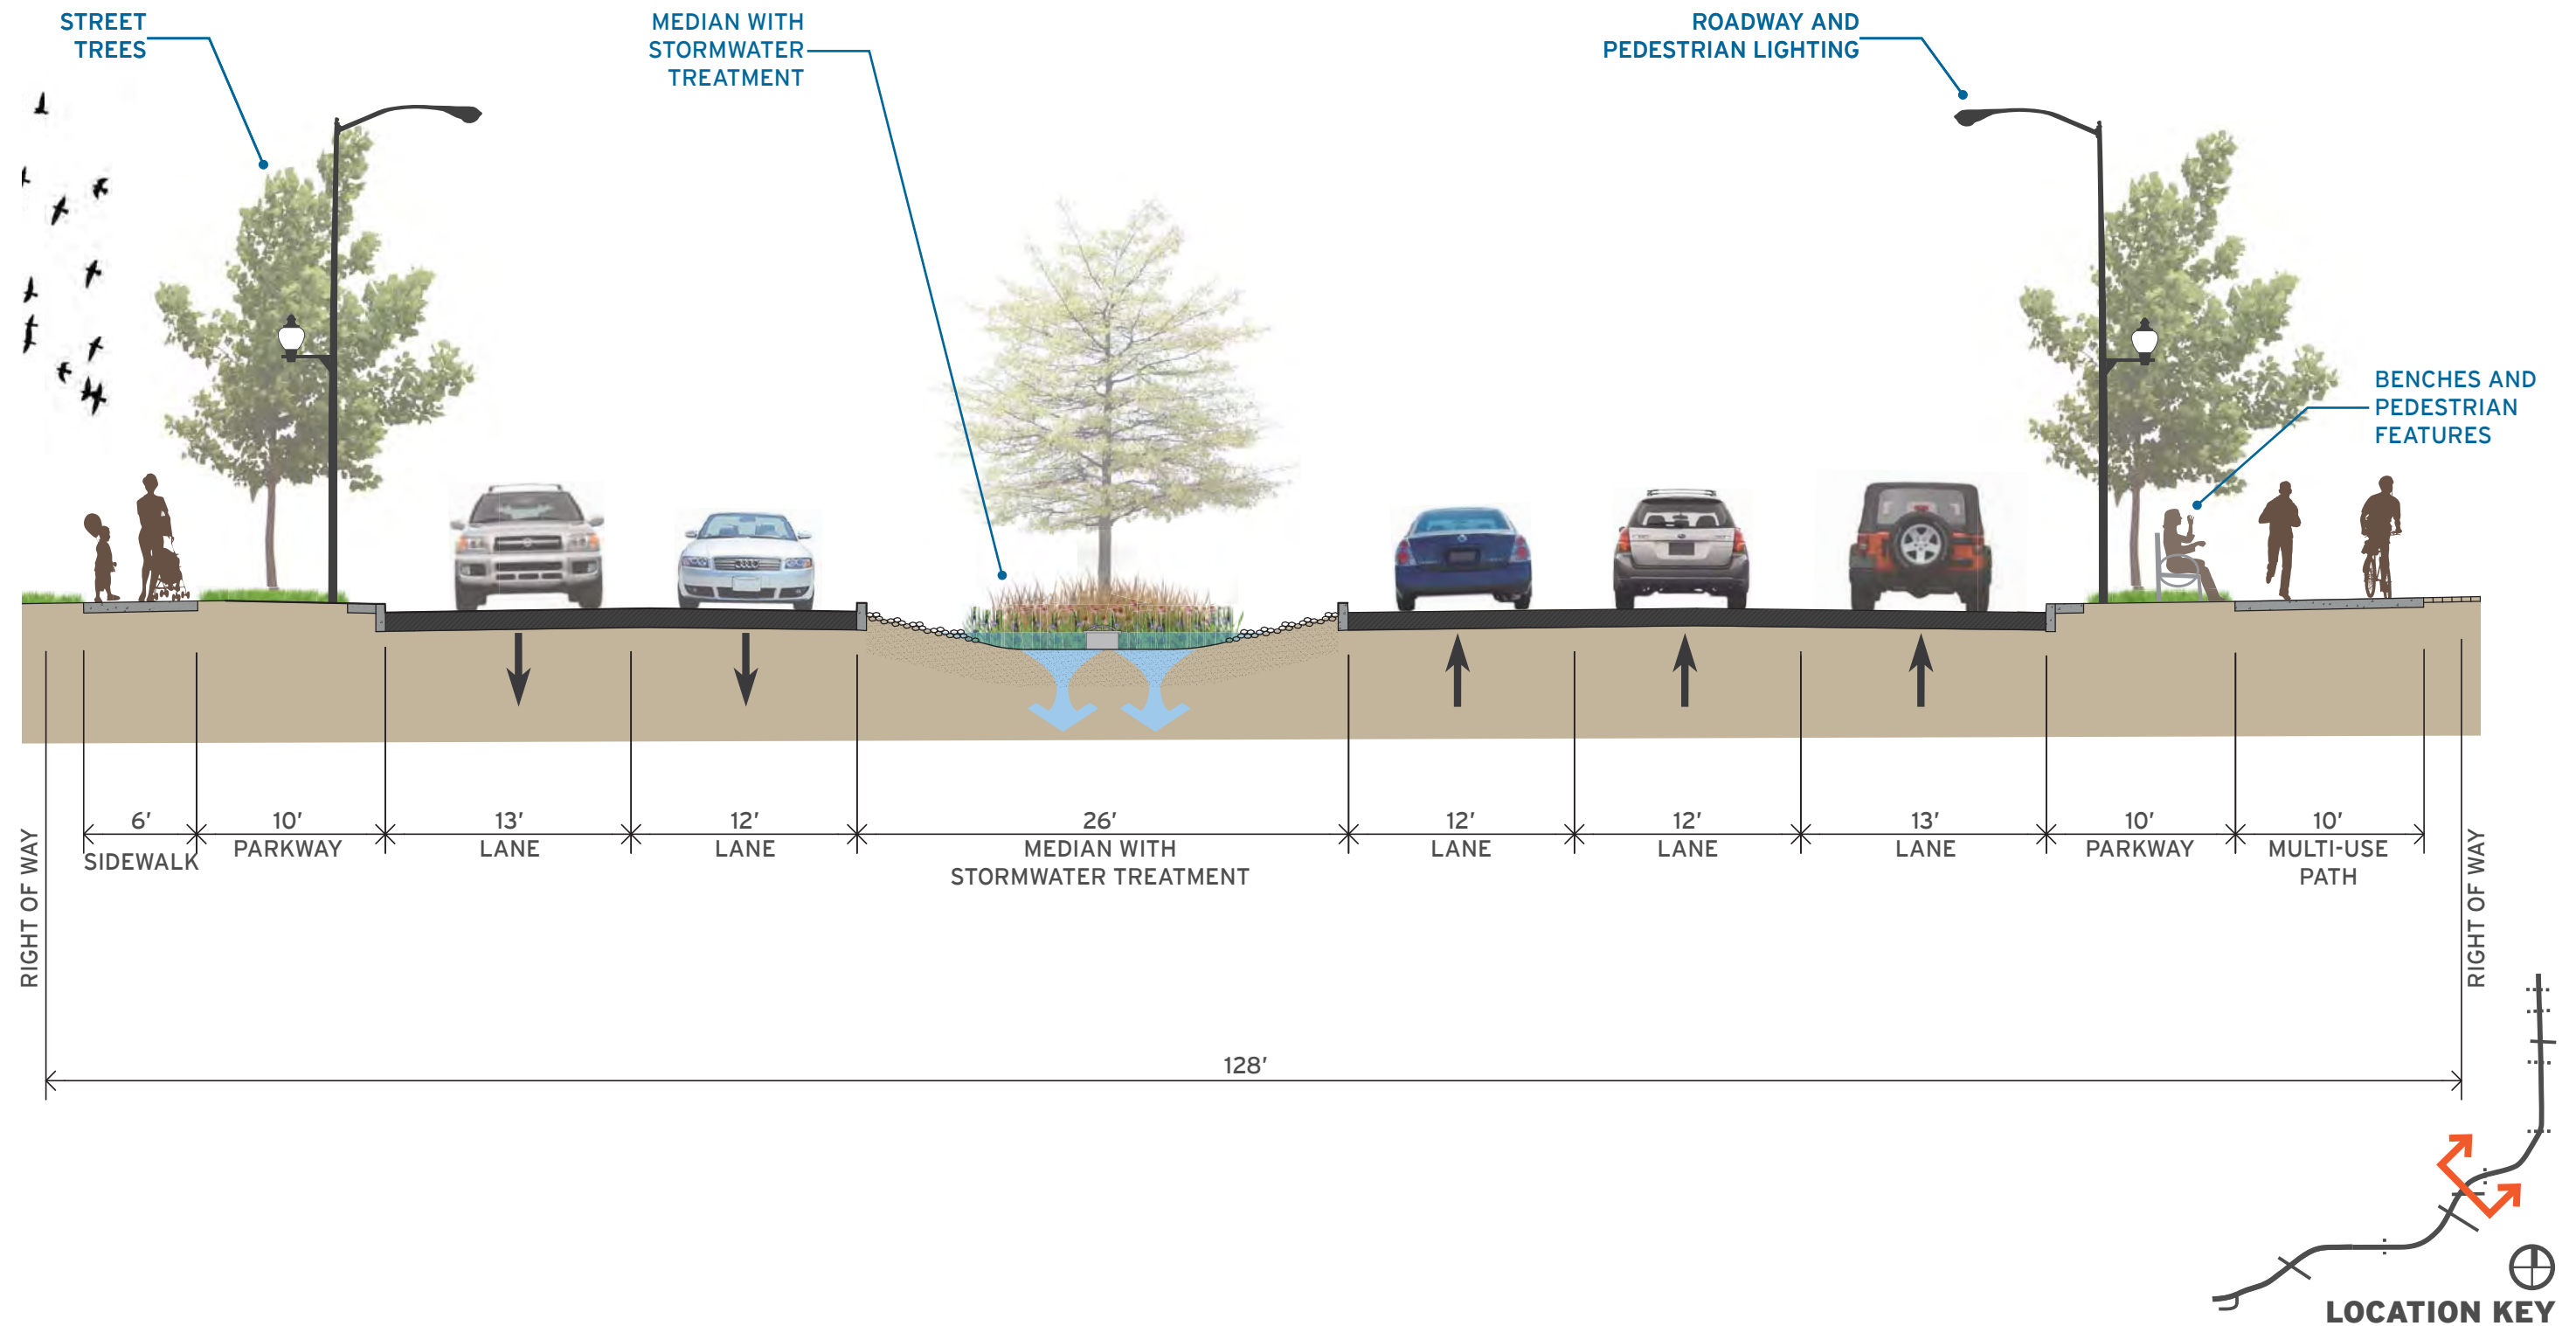 STREET
TREES
MEDIAN WITH
STORMWATER
TREATMENT
ROADWAY AND
PEDESTRIAN LIGHTING
BENCHES AND
PEDESTRIAN
FEATURES
6'
SIDEWALK
10'
PARKWAY
13'
LANE
12'
LANE
26'
MEDIAN WITH
STORMWATER TREATMENT
12'
LANE
12'
LANE
13'
LANE
10'
PARKWAY
10'
MULTI-USE
PATH
RIGHT OF WAY
RIGHT OF WAY
128'
LOCATION KEY